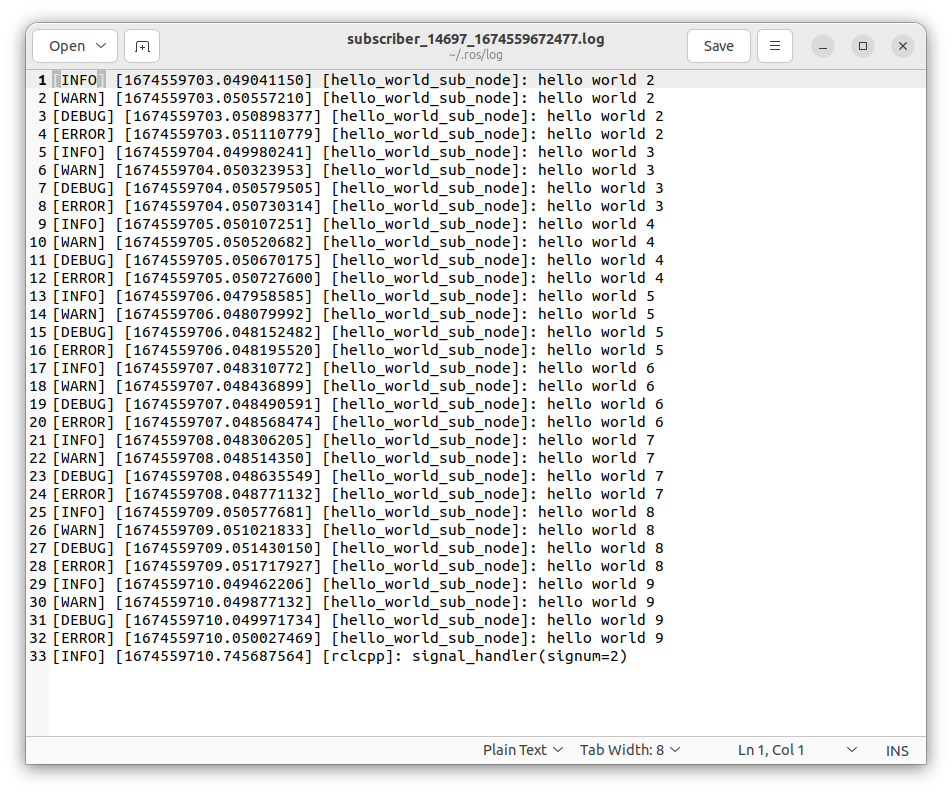 Open
subscriber_14697_1674559672477.log
~/.ros/log
Save
1 [INFO] [1674559703.049041150] [hello_world_sub_node]: hello world 2
2 [WARN] [1674559703.050557210] [hello_world_sub_node]: hello world 2
3 [DEBUG] [1674559703.050898377] [hello_world_sub_node]: hello world 2
4 [ERROR] [1674559703.051110779] [hello_world_sub_node]: hello world 2
5 [INFO] [1674559704.049980241] [hello_world_sub_node]: hello world 3
6 [WARN] [1674559704.050323953] [hello_world_sub_node]: hello world 3
7 [DEBUG] [1674559704.050579505] [hello_world_sub_node]: hello world 3
8 [ERROR] [1674559704.050730314] [hello_world_sub_node]: hello world 3
9 [INFO] [1674559705.050107251] [hello_world_sub_node]: hello world 4
10 [WARN] [1674559705.050520682] [hello_world_sub_node]: hello world 4
11 [DEBUG] [1674559705.050670175] [hello_world_sub_node]: hello world 4
12 [ERROR] [1674559705.050727600] [hello_world_sub_node]: hello world 4
13 [INFO] [1674559706.047958585] [hello_world_sub_node]: hello world 5
14 [WARN] [1674559706.048079992] [hello_world_sub_node]: hello world 5
15 [DEBUG] [1674559706.048152482] [hello_world_sub_node]: hello world 5
16 [ERROR] [1674559706.048195520] [hello_world_sub_node]: hello world 5
17 [INFO] [1674559707.048310772] [hello_world_sub_node]: hello world 6
18 [WARN] [1674559707.048436899] [hello_world_sub_node]: hello world 6
19 [DEBUG] [1674559707.048490591] [hello_world_sub_node]: hello world 6
20 [ERROR] [1674559707.048568474] [hello_world_sub_node]: hello world 6
21 [INFO] [1674559708.048306205] [hello_world_sub_node]: hello world 7
22 [WARN] [1674559708.048514350] [hello_world_sub_node]: hello world 7
23 [DEBUG] [1674559708.048635549] [hello_world_sub_node]: hello world 7
24 [ERROR] [1674559708.048771132] [hello_world_sub_node]: hello world 7
25 [INFO] [1674559709.050577681] [hello_world_sub_node]: hello world 8
26 [WARN] [1674559709.051021833] [hello_world_sub_node]: hello world 8
27 [DEBUG] [1674559709.051430150] [hello_world_sub_node]: hello world 8
28 [ERROR] [1674559709.051717927] [hello_world_sub_node]: hello world 8
29 [INFO] [1674559710.049462206] [hello_world_sub_node]: hello world 9
30 [WARN] [1674559710.049877132] [hello_world_sub_node]: hello world 9
31 [DEBUG] [1674559710.049971734] [hello_world_sub_node]: hello world 9
32 [ERROR] [1674559710.050027469] [hello_world_sub_node]: hello world 9
33 [INFO] [1674559710.745687564] [rclcpp]: signal_handler(signum=2)
Plain Text Tab Width: 8 Ln 1, Col 1 INS